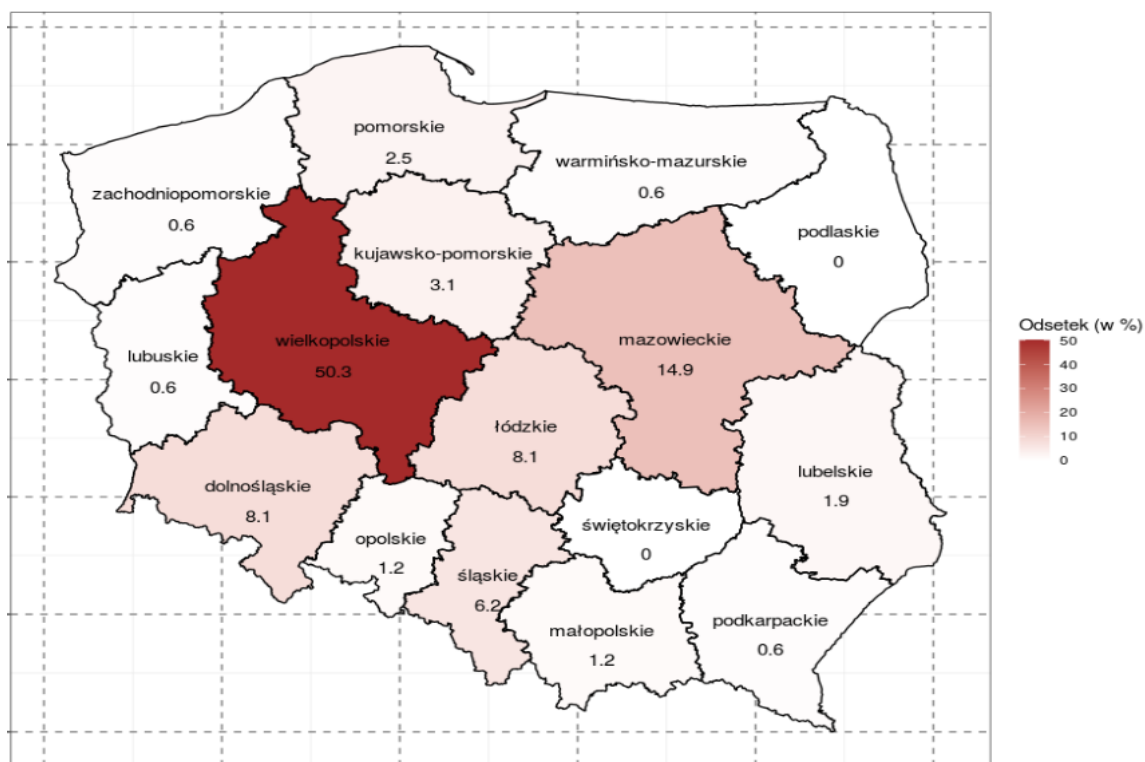 pomorskie
2.5
warmińsko-mazurskie
0.6
zachodniopomorskie
0.6
podlaskie
0
kujawsko-pomorskie
3.1
wielkopolskie
50.3
mazowieckie
14.9
lubuskie
0.6
łódzkie
8.1
lubelskie
1.9
dolnośląskie
8.1
świętokrzyskie
0
opolskie
1.2
śląskie
6.2
małopolskie
1.2
podkarpackie
0.6
Odsetek (w %)
50
40
30
20
10
0